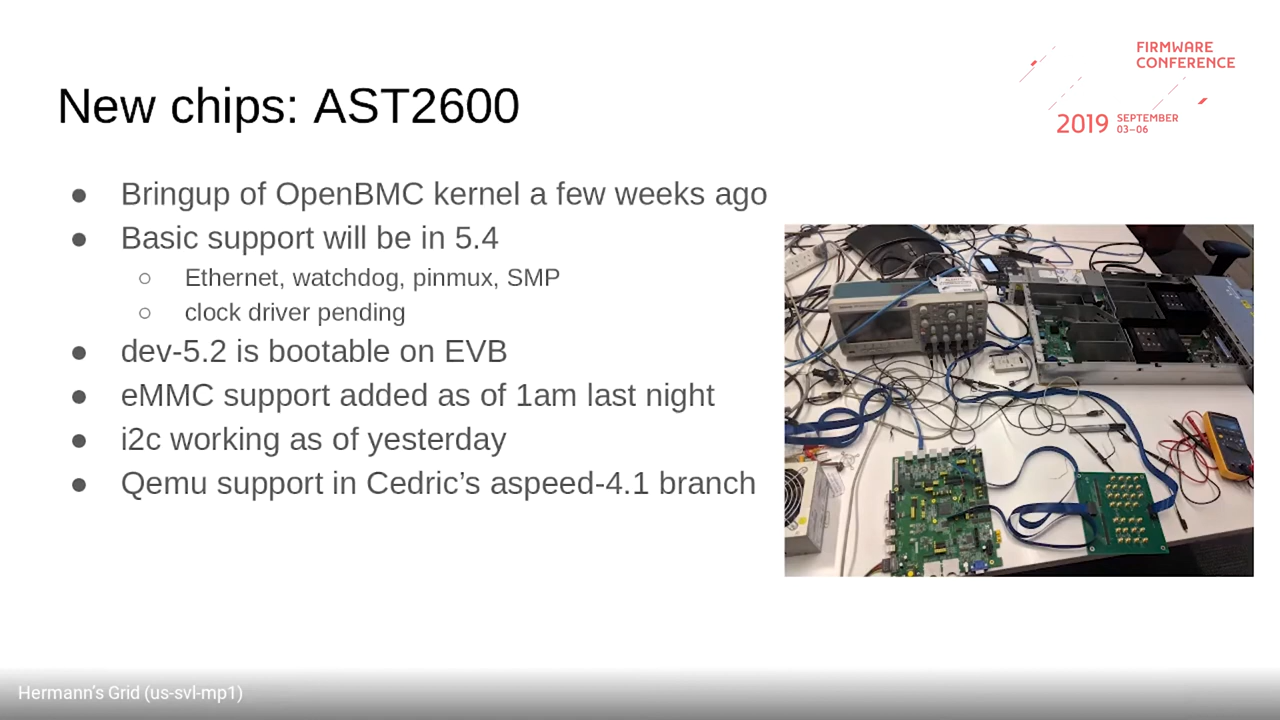 FIRMWARE
CONFERENCE
2019 SEPTEMBER
03–06
New chips: AST2600
● Bringup of OpenBMC kernel a few weeks ago
● Basic support will be in 5.4
○ Ethernet, watchdog, pinmux, SMP
○ clock driver pending
● dev-5.2 is bootable on EVB
● eMMC support added as of 1am last night
● i2c working as of yesterday
● Qemu support in Cedric’s aspeed-4.1 branch
Hermann's Grid (us-svl-mp1)